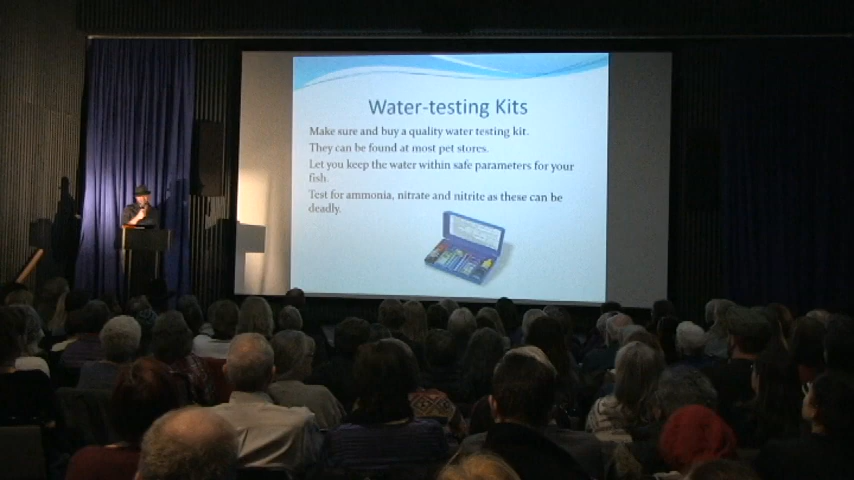 Water-testing Kits
Make sure and buy a quality water testing kit.
They can be found at most pet stores.
Let you keep the water within safe parameters for your
fish.
Test for ammonia, nitrate and nitrite as these can be
deadly.